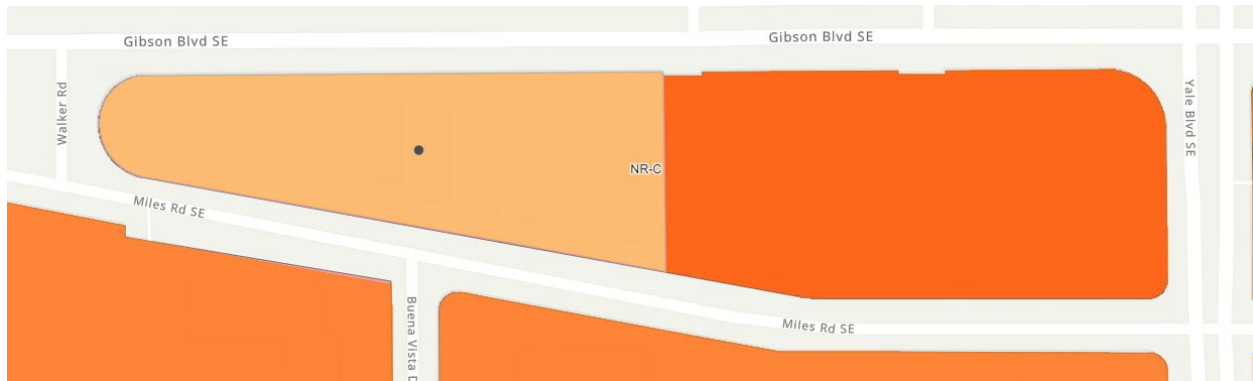 Gibson Blvd SE
Gibson Blvd SE
Walker Rd
Yale Blvd SE
NR-C
Miles Rd SE
Buena Vista D
Miles Rd SE